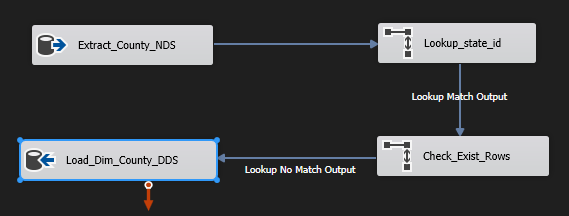 Extract_County_NDS
Lookup_state_id
Lookup Match Output
Load_Dim_County_DDS
Lookup No Match Output
Check_Exist_Rows